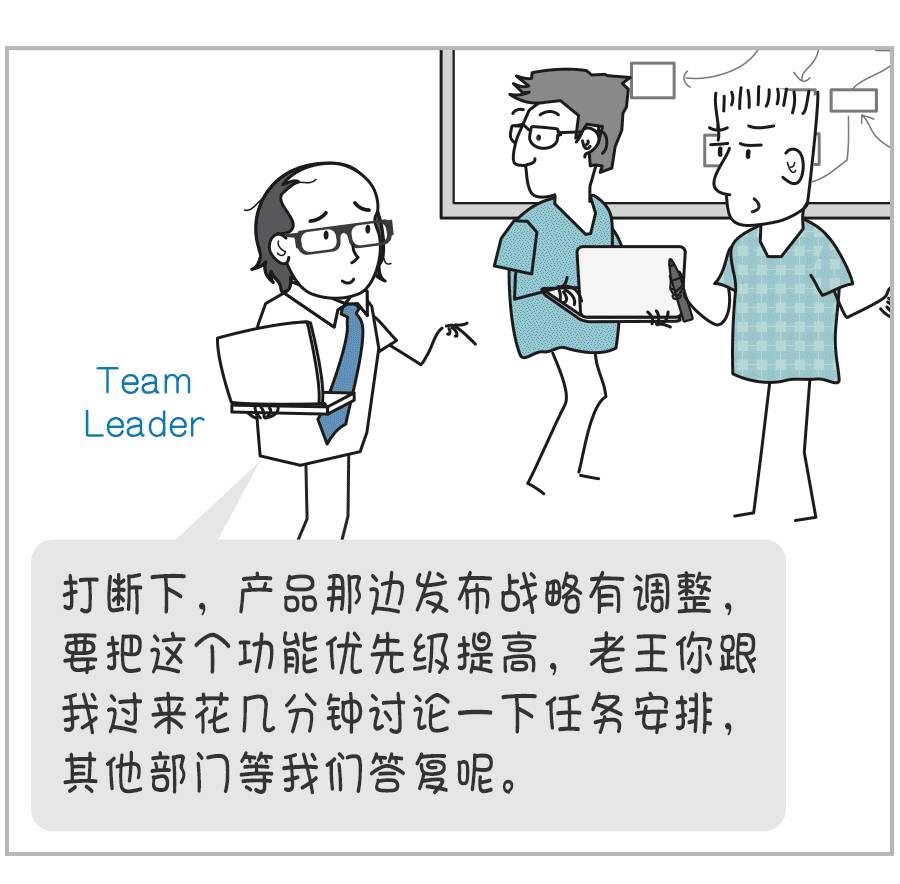 Team
Leader
打断下，产品那边发布战略有调整，
要把这个功能优先级提高，老王你跟
我过来花几分钟讨论一下任务安排，
其他部门等我们答复呢。